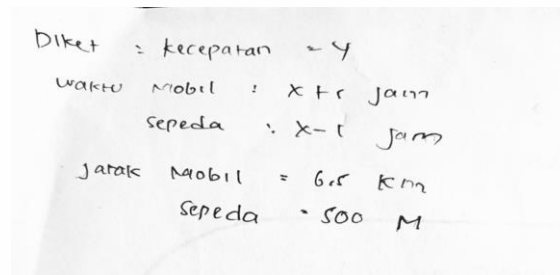 Diket : kecepatan = y
waktu Mobil : x + 1 jam
sepeda : x - 1 jam
jarak Mobil = 6,5 Km
sepeda = 500 M